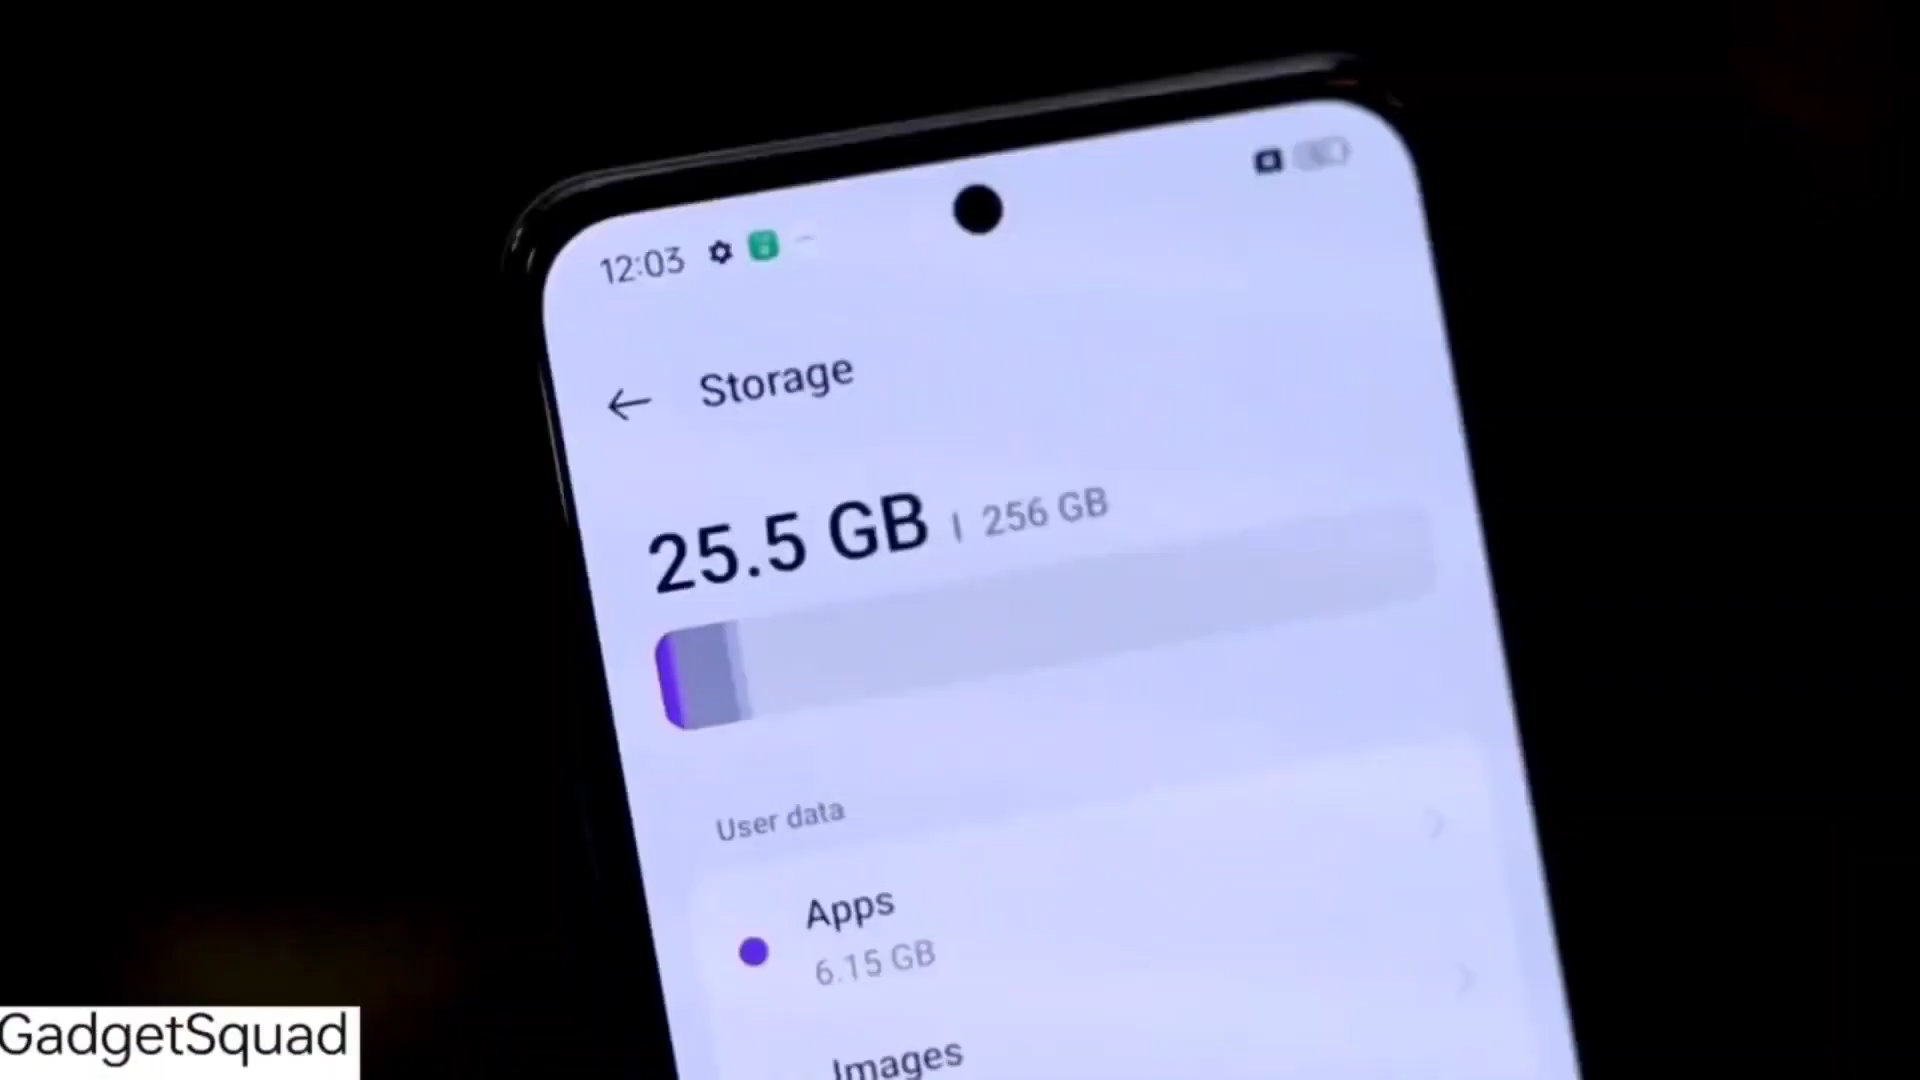 12:03
Storage
25.5 GB | 256 GB
User data
Apps
6.15 GB
Images
GadgetSquad